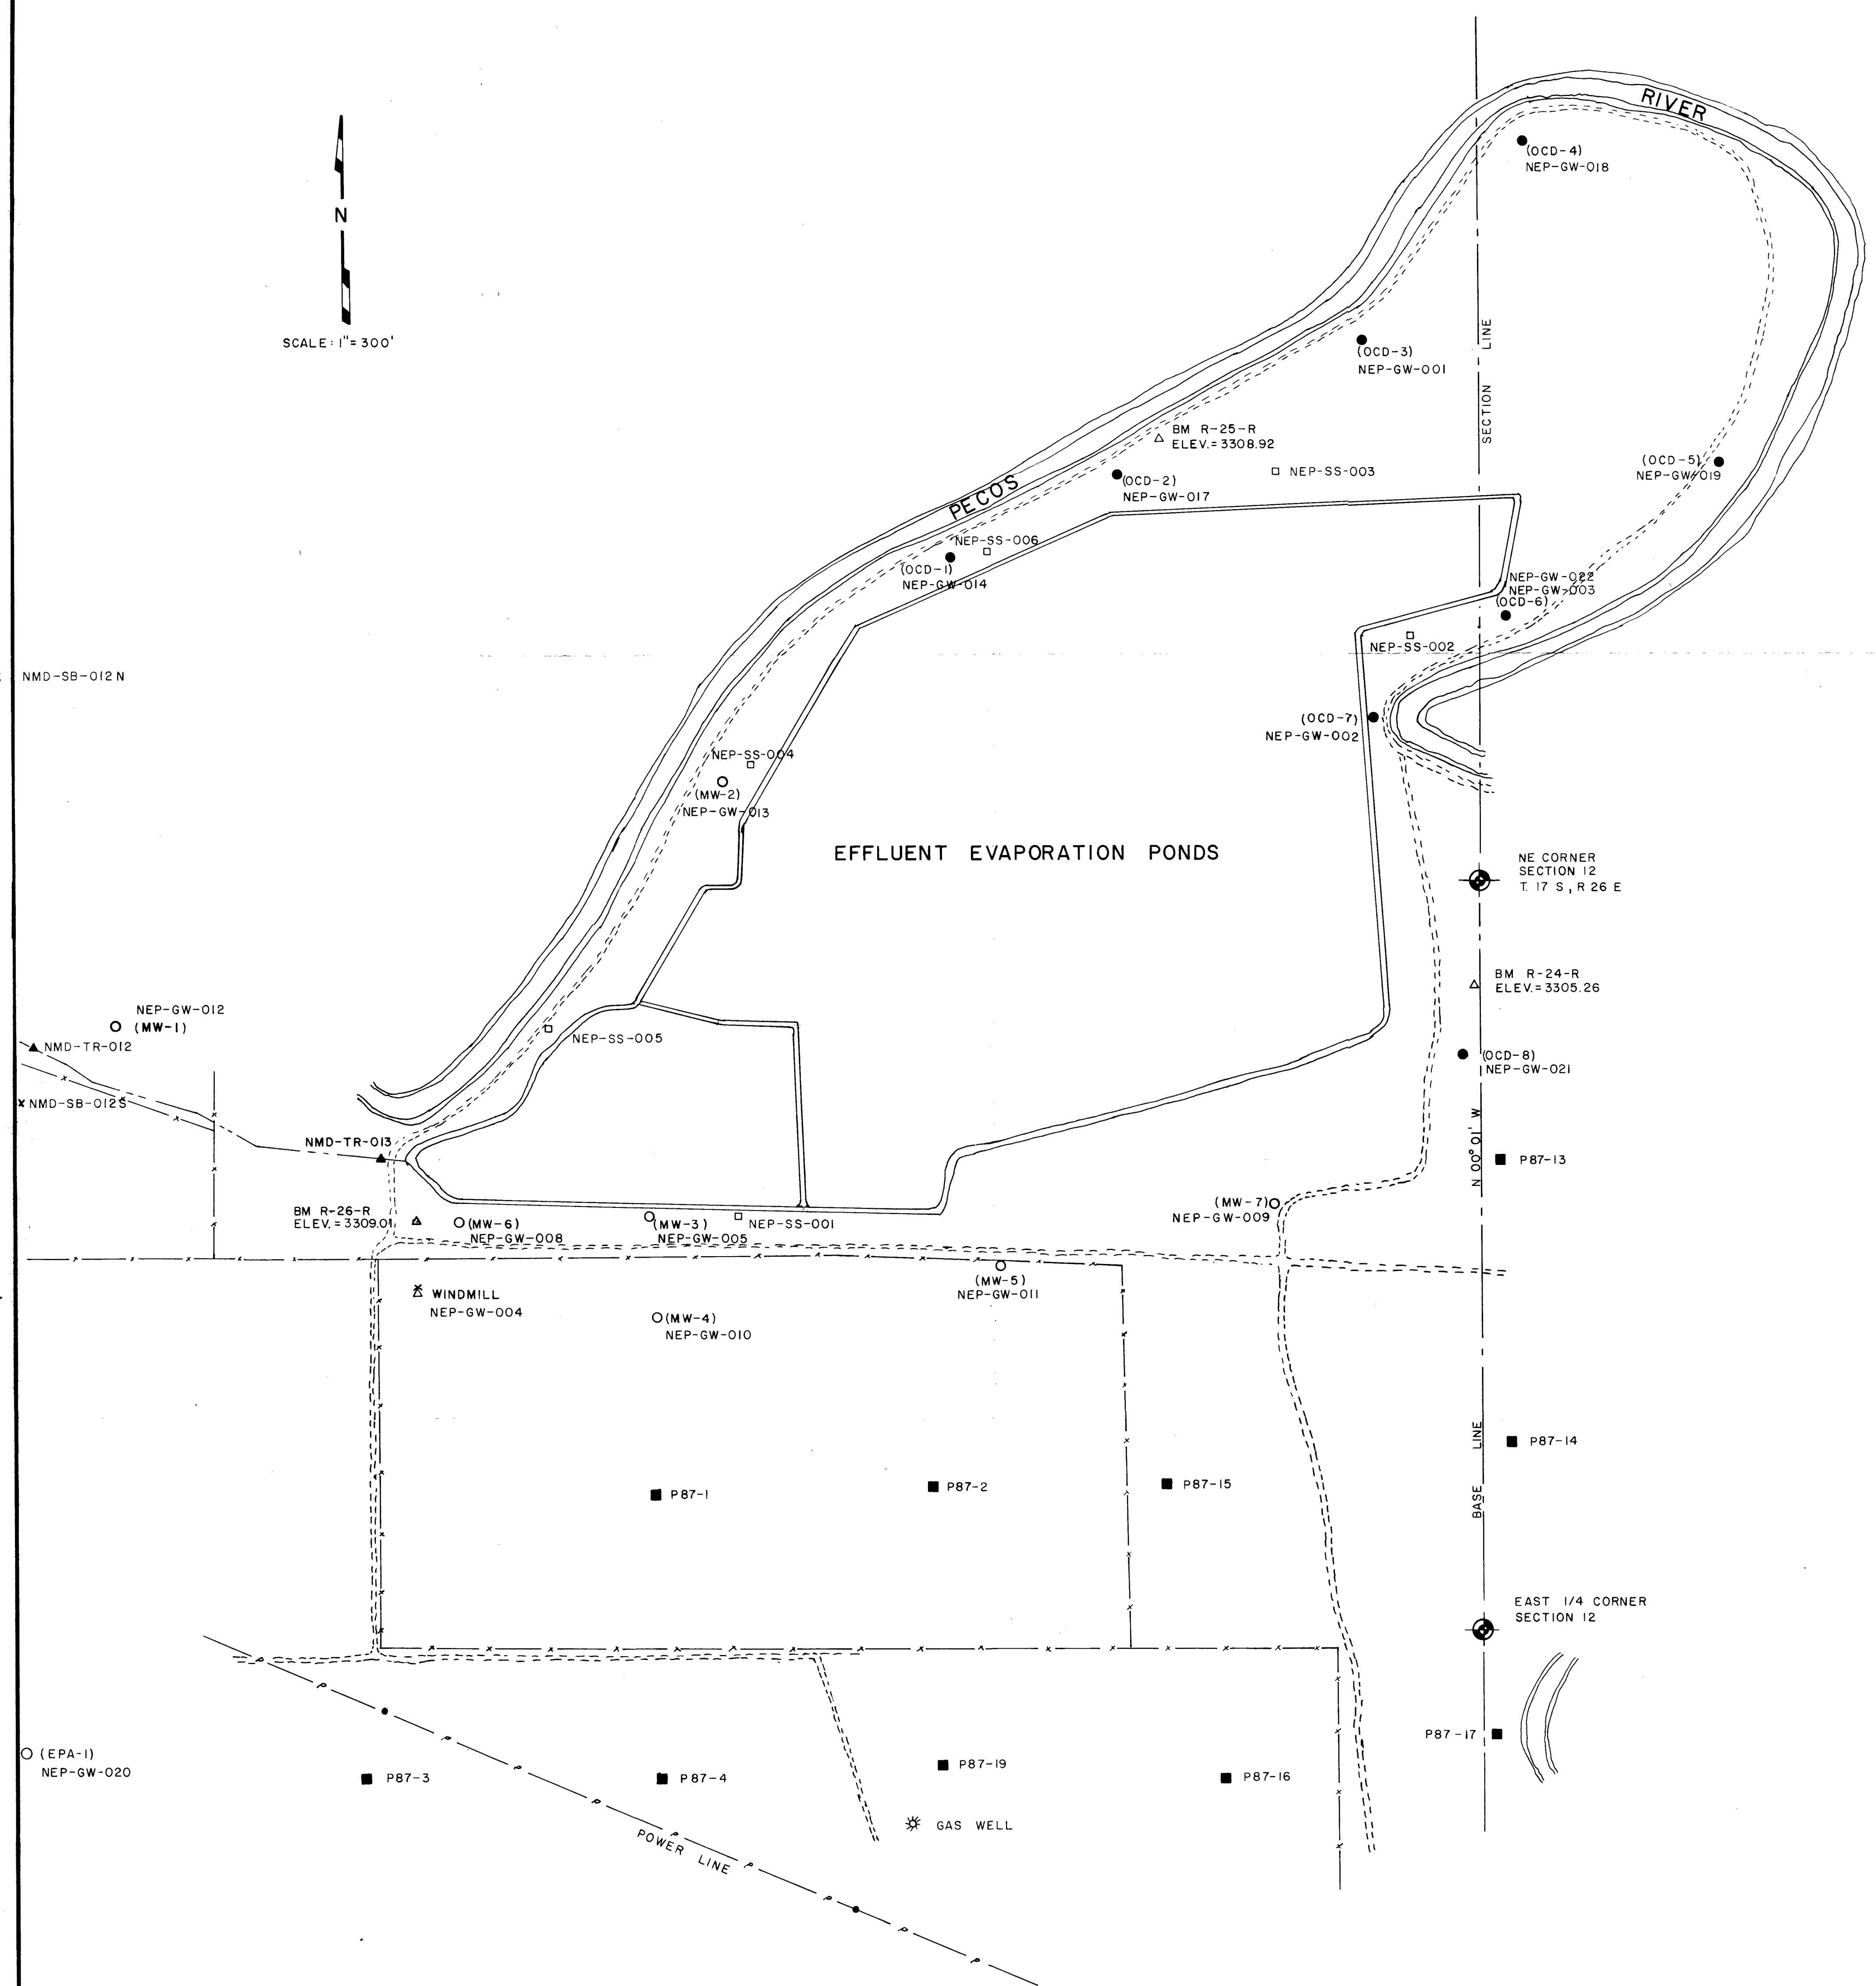 RIVER
(OCD-4)
NEP-GW-018
N
SCALE: 1"= 300'
SECTION LINE
(OCD-3)
NEP-GW-001
BM R-25-R
ELEV.= 3308.92
(OCD-5)
NEP-GW-019
NEP-SS-003
(OCD-2)
NEP-GW-017
PECOS
NEP-SS-006
(OCD-1)
NEP-GW-014
NEP-GW-022
NEP-GW-003
(OCD-6)
NEP-SS-002
NMD-SB-012N
(OCD-7)
NEP-GW-002
NEP-SS-004
(MW-2)
NEP-GW-013
EFFLUENT EVAPORATION PONDS
NE CORNER
SECTION 12
T. 17 S, R 26 E
BM R-24-R
ELEV.= 3305.26
NEP-GW-012
(MW-1)
NMD-TR-012
NEP-SS-005
(OCD-8)
NEP-GW-021
NMD-SB-012S
N 00° 01' W
NMD-TR-013
P87-13
BM R-26-R
ELEV. = 3309.01
(MW-6)
NEP-GW-008
(MW-3)
NEP-GW-005
NEP-SS-001
(MW-7)
NEP-GW-009
(MW-5)
NEP-GW-011
WINDMILL
NEP-GW-004
(MW-4)
NEP-GW-010
BASE LINE
P87-14
P87-1
P87-2
P87-15
EAST 1/4 CORNER
SECTION 12
P87-17
(EPA-1)
NEP-GW-020
P87-3
P87-4
P87-19
P87-16
GAS WELL
POWER LINE